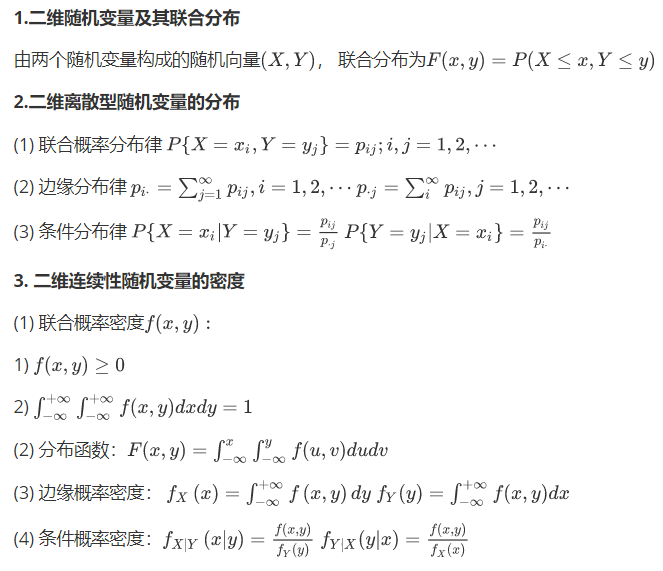 1.二维随机变量及其联合分布
由两个随机变量构成的随机向量$(X,Y)$， 联合分布为$F(x,y)=P(X\leq x,Y\leq y)$
2.二维离散型随机变量的分布
(1) 联合概率分布律 $P\{X=x_i,Y=y_j\}=p_{ij};i,j=1,2,\cdots$
(2) 边缘分布律 $p_{i\cdot}=\sum_{j=1}^{\infty}p_{ij},i=1,2,\cdots p_{\cdot j}=\sum_{i}^{\infty}p_{ij},j=1,2,\cdots$
(3) 条件分布律 $P\{X=x_i|Y=y_j\}=\frac{p_{ij}}{p_{\cdot j}}\ P\{Y=y_j|X=x_i\}=\frac{p_{ij}}{p_{i\cdot}}$
3. 二维连续性随机变量的密度
(1) 联合概率密度$f(x,y):$
1) $f(x,y)\geq 0$
2) $\int_{-\infty}^{+\infty}\int_{-\infty}^{+\infty}f(x,y)dxdy=1$
(2) 分布函数：$F(x,y)=\int_{-\infty}^{x}\int_{-\infty}^{y}f(u,v)dudv$
(3) 边缘概率密度： $f_X(x)=\int_{-\infty}^{+\infty}f(x,y)dy\ f_Y(y)=\int_{-\infty}^{+\infty}f(x,y)dx$
(4) 条件概率密度：$f_{X|Y}(x|y)=\frac{f(x,y)}{f_Y(y)}\ f_{Y|X}(y|x)=\frac{f(x,y)}{f_X(x)}$